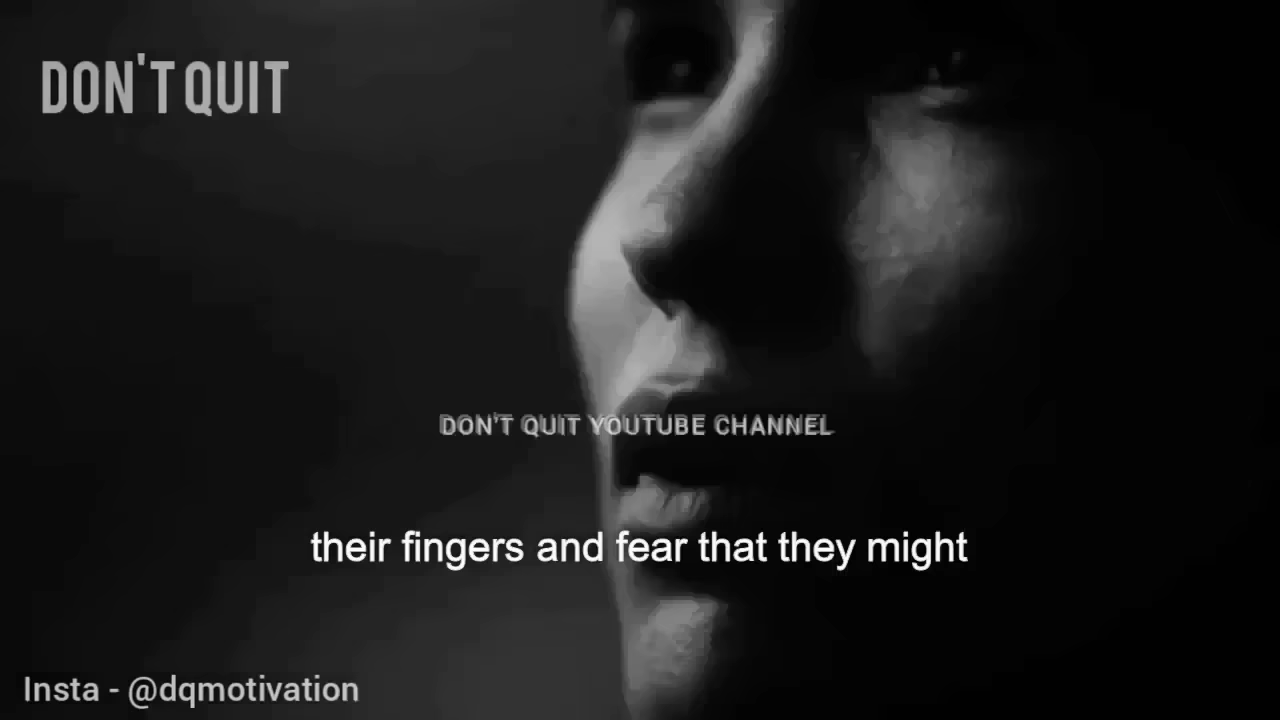 DON'T QUIT
DON'T QUIT YOUTUBE CHANNEL
their fingers and fear that they might
Insta - @dqmotivation